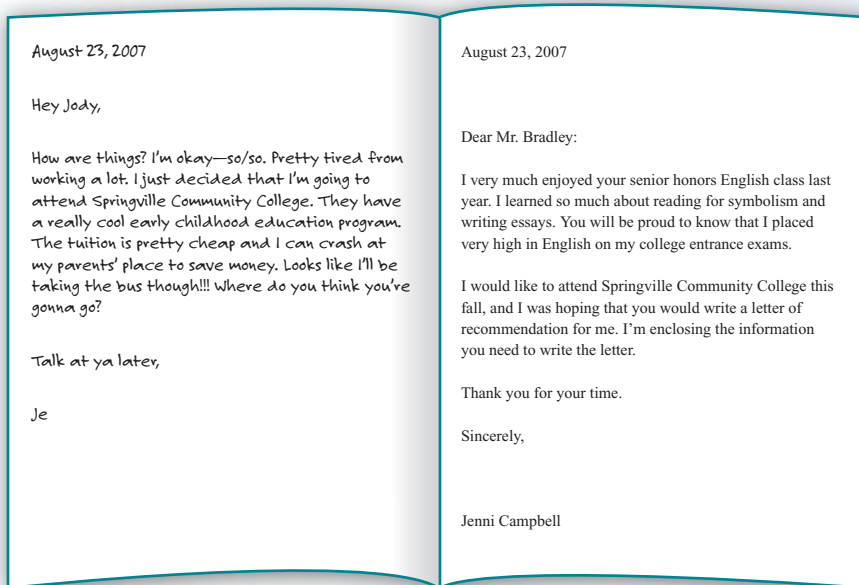 August 23, 2007
Hey Jody,
How are things? I'm okay—so/so. Pretty tired from
working a lot. I just decided that I'm going to
attend Springville Community College. They have
a really cool early childhood education program.
The tuition is pretty cheap and I can crash at
my parents' place to save money. Looks like I'll be
taking the bus though!!! Where do you think you're
gonna go?
Talk at ya later,
Je
August 23, 2007
Dear Mr. Bradley:
I very much enjoyed your senior honors English class last
year. I learned so much about reading for symbolism and
writing essays. You will be proud to know that I placed
very high in English on my college entrance exams.
I would like to attend Springville Community College this
fall, and I was hoping that you would write a letter of
recommendation for me. I'm enclosing the information
you need to write the letter.
Thank you for your time.
Sincerely,
Jenni Campbell